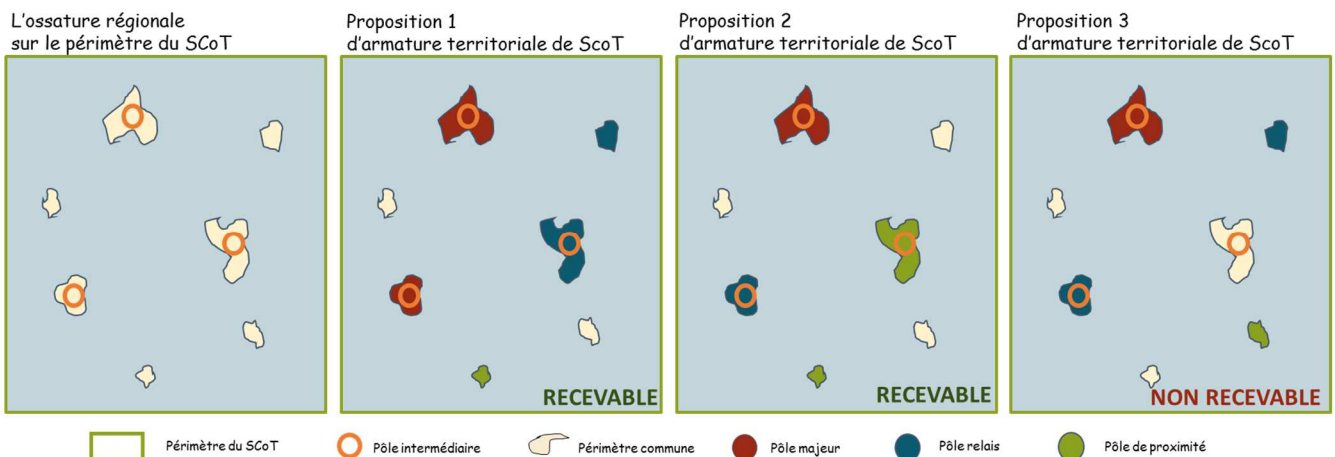 L'ossature régionale
sur le périmètre du SCoT
Proposition 1
d'armature territoriale de ScoT
Proposition 2
d'armature territoriale de ScoT
Proposition 3
d'armature territoriale de ScoT
RECEVABLE
RECEVABLE
NON RECEVABLE
Périmètre du SCoT
Pôle intermédiaire
Périmètre commune
Pôle majeur
Pôle relais
Pôle de proximité